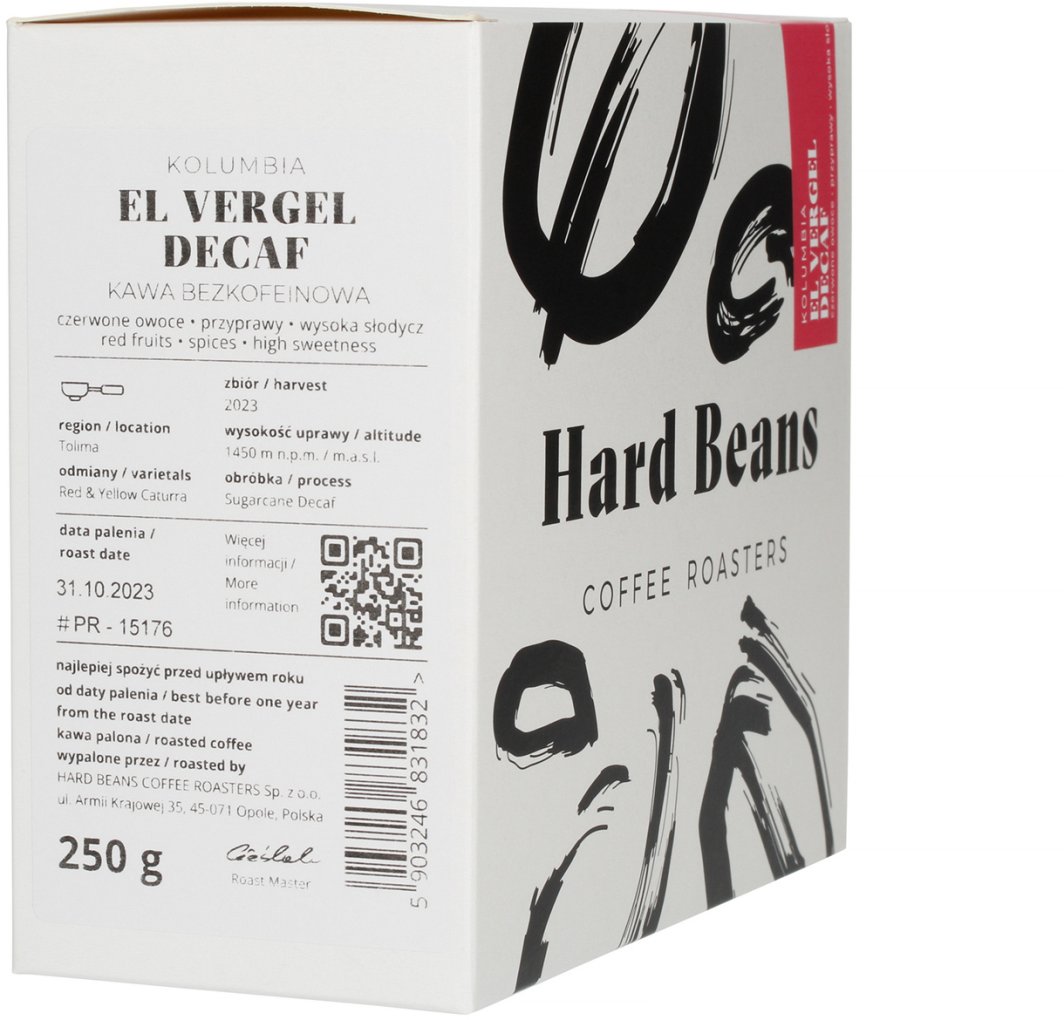 KOLUMBIA
EL VERGEL
DECAF
KAWA BEZKOFEINOWA
czerwone owoce • przyprawy • wysoka słodycz
red fruits • spices • high sweetness
zbiór / harvest
2023
region / location
Tolima
wysokość uprawy / altitude
1450 m n.p.m. / m.a.s.l.
odmiany / varietals
Red & Yellow Caturra
obróbka / process
Sugarcane Decaf
data palenia /
roast date
31.10.2023
#PR - 15176
Więcej
informacji /
More
information
najlepiej spożyć przed upływem roku
od daty palenia / best before one year
from the roast date
kawa palona / roasted coffee
wypalone przez / roasted by
HARD BEANS COFFEE ROASTERS Sp. z o.o.
ul. Armii Krajowej 35, 45-071 Opole, Polska
250 g
Roast Master
5 903246 831832 >
Hard Beans
COFFEE ROASTERS
KOLUMBIA
EL VERGEL
DECAF
czerwone owoce • przyprawy • wysoka